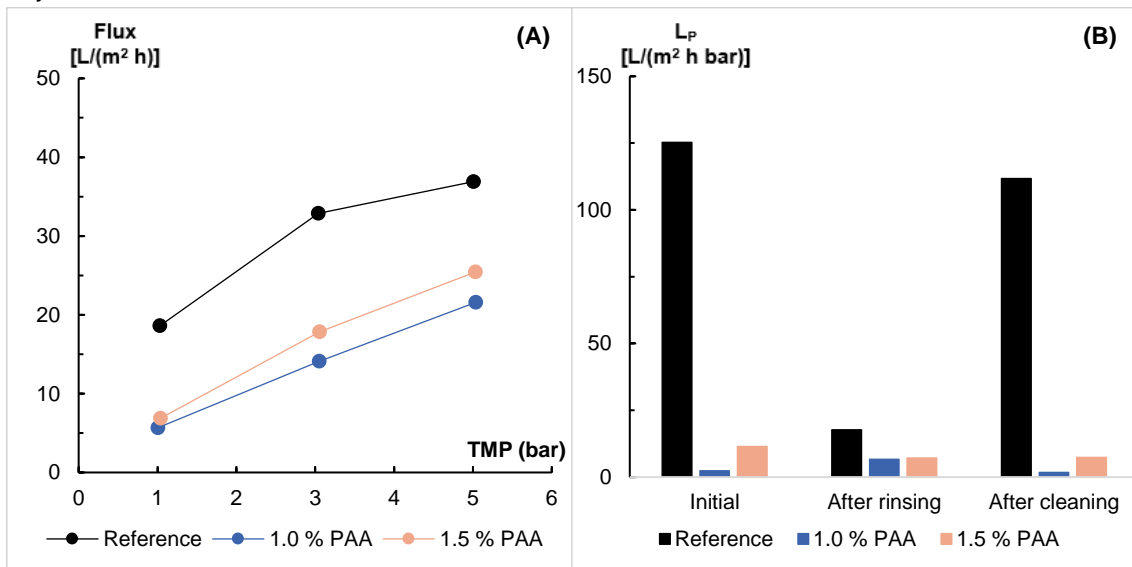 Flux
[L/(m² h)]
(A)
50
40
30
20
10
0
TMP (bar)
0 1 2 3 4 5 6
Reference 1.0 % PAA 1.5 % PAA
Lₚ
[L/(m² h bar)]
(B)
150
100
50
0
Initial After rinsing After cleaning
Reference 1.0 % PAA 1.5 % PAA